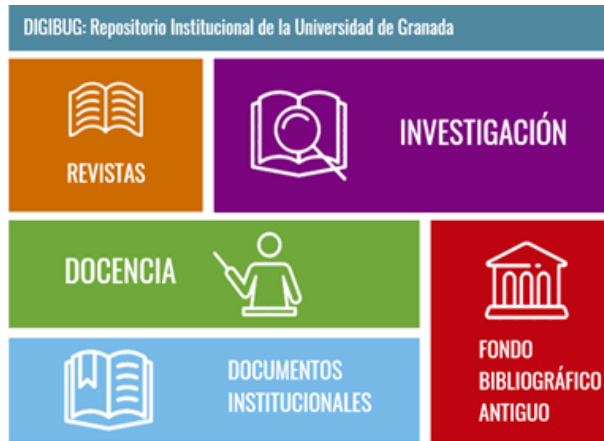 DIGIBUG: Repositorio Institucional de la Universidad de Granada
REVISTAS
INVESTIGACIÓN
DOCENCIA
DOCUMENTOS
INSTITUCIONALES
FONDO
BIBLIOGRÁFICO
ANTIGUO